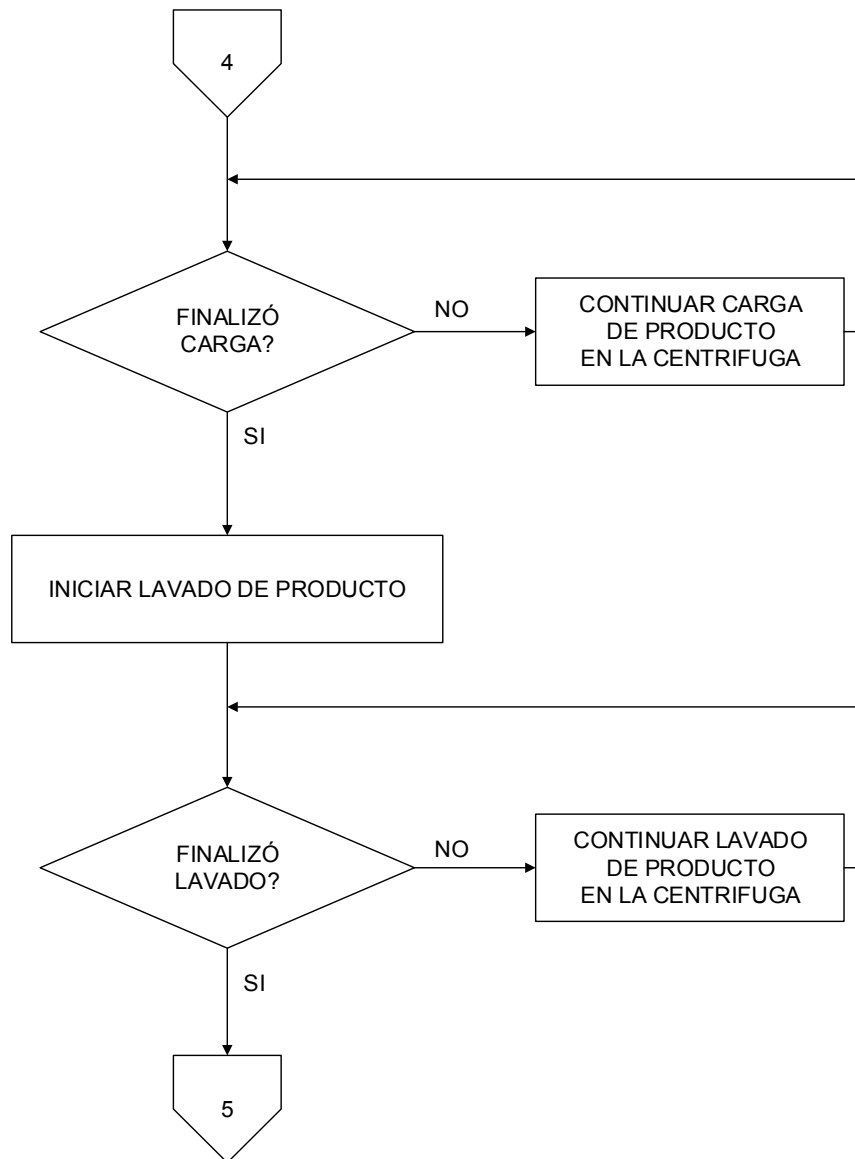 4
FINALIZÓ
CARGA?
NO
CONTINUAR CARGA
DE PRODUCTO
EN LA CENTRIFUGA
SI
INICIAR LAVADO DE PRODUCTO
FINALIZÓ
LAVADO?
NO
CONTINUAR LAVADO
DE PRODUCTO
EN LA CENTRIFUGA
SI
5